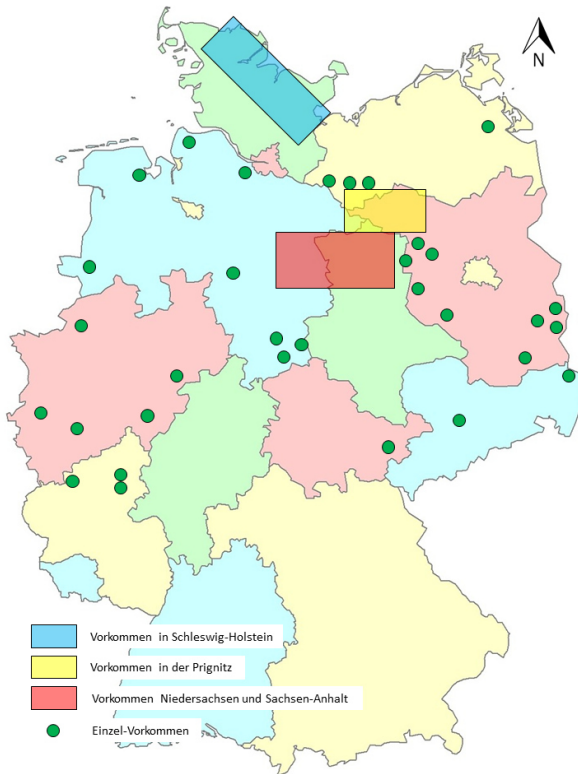 N
Vorkommen in Schleswig-Holstein
Vorkommen in der Prignitz
Vorkommen Niedersachsen und Sachsen-Anhalt
Einzel-Vorkommen